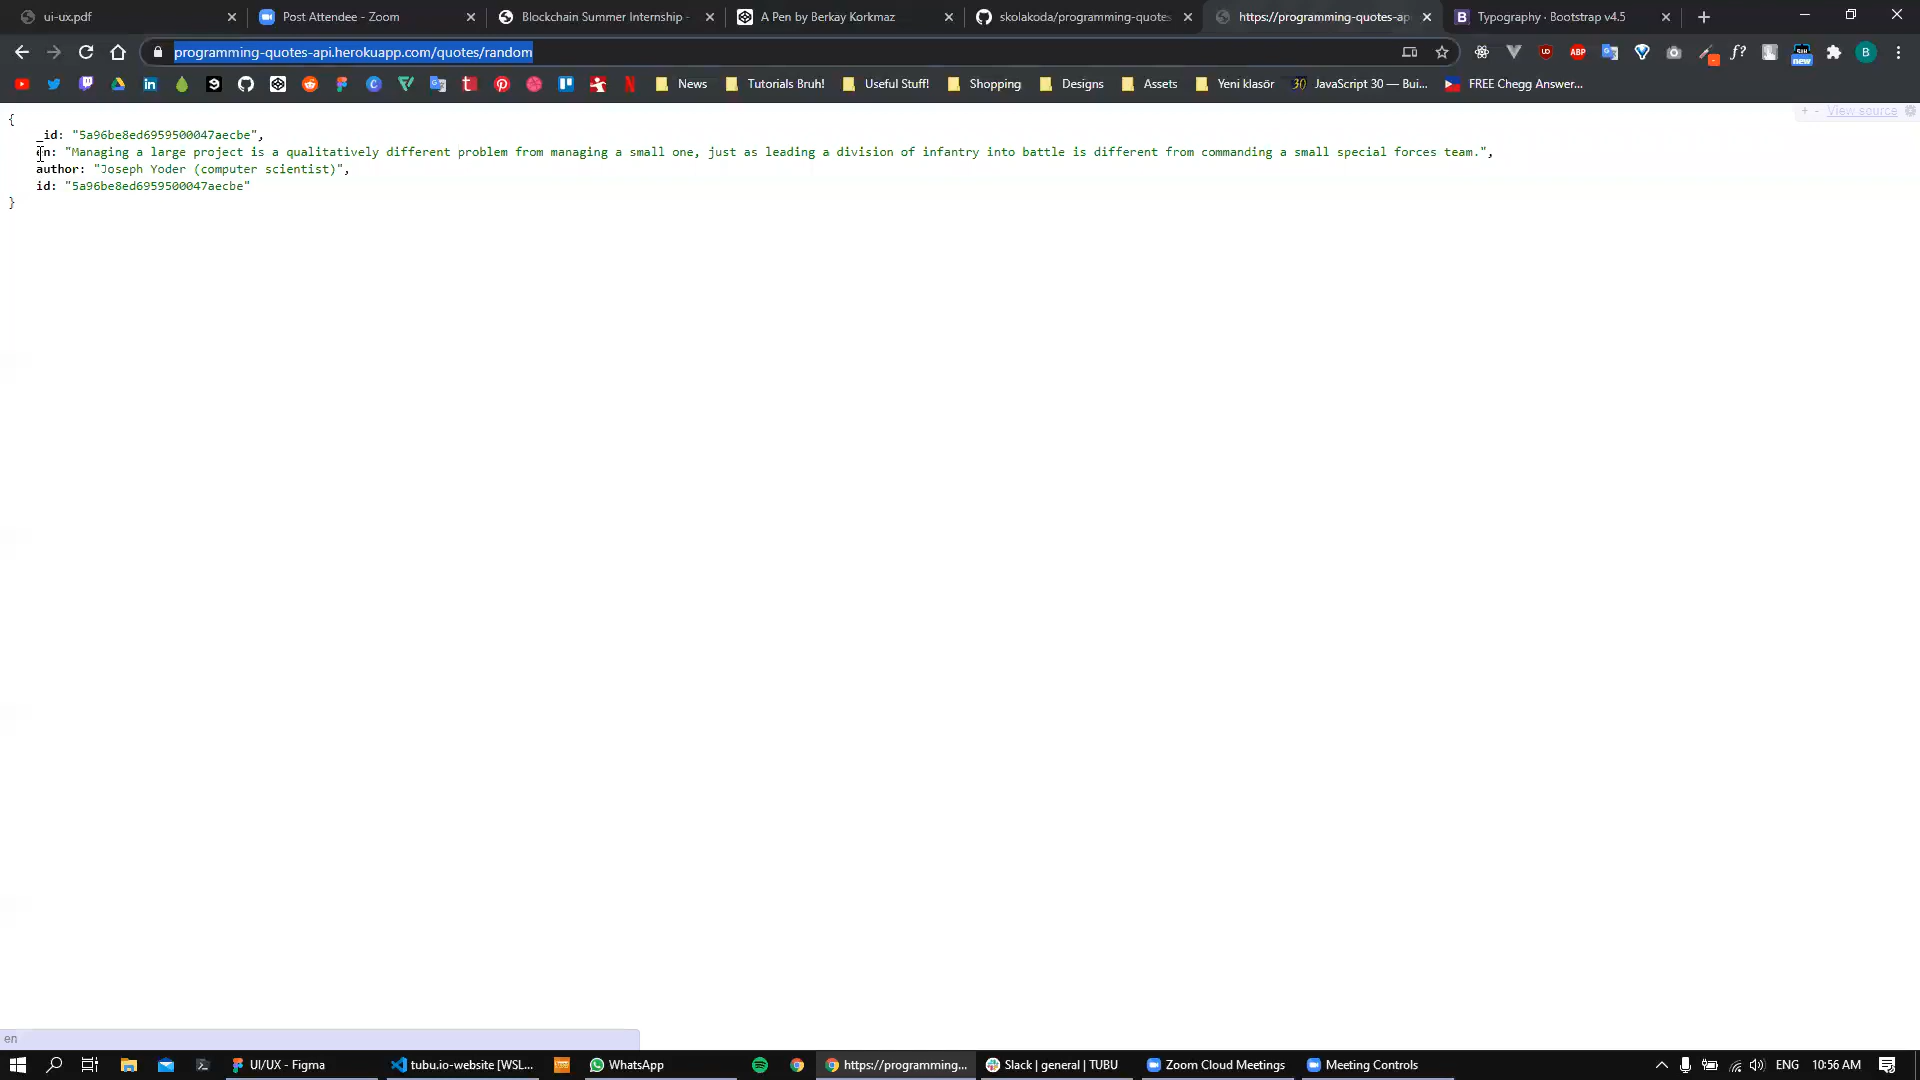 ui-ux.pdf
Post Attendee - Zoom
Blockchain Summer Internship -
A Pen by Berkay Korkmaz
skolakoda/programming-quotes
https://programming-quotes-ap
Typography · Bootstrap v4.5
programming-quotes-api.herokuapp.com/quotes/random
News
Tutorials Bruh!
Useful Stuff!
Shopping
Designs
Assets
Yeni klasör
JavaScript 30 — Bui...
FREE Chegg Answer...
+ - View source
{
_id: "5a96be8ed6959500047aecbe",
en: "Managing a large project is a qualitatively different problem from managing a small one, just as leading a division of infantry into battle is different from commanding a small special forces team.",
author: "Joseph Yoder (computer scientist)",
id: "5a96be8ed6959500047aecbe"
}
en
UI/UX - Figma
tubu.io-website [WSL...
WhatsApp
https://programming...
Slack | general | TUBU
Zoom Cloud Meetings
Meeting Controls
ENG
10:56 AM